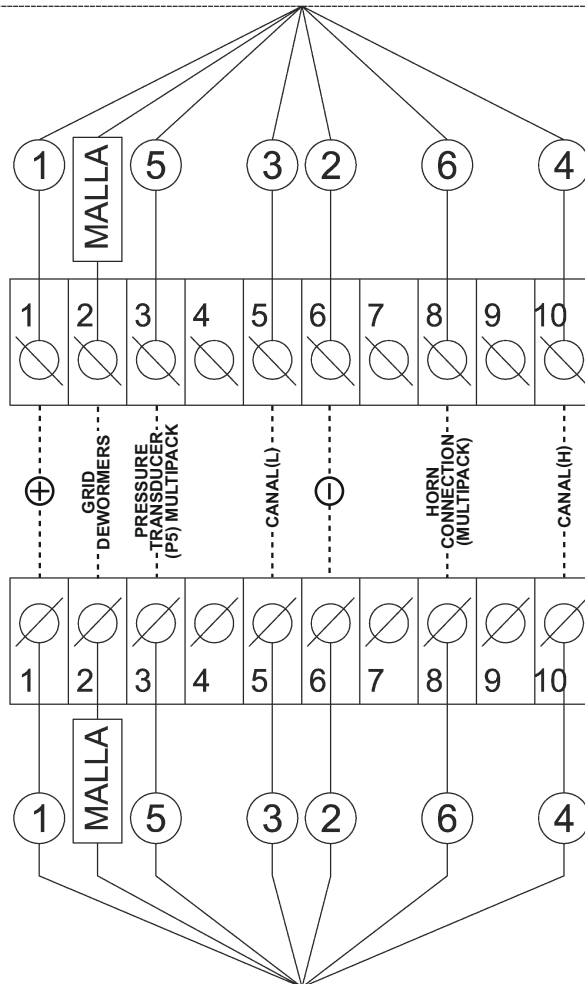 1 MALLA 5 3 2 6 4
1 2 3 4 5 6 7 8 9 10
+
GRID
DEWORMERS
PRESSURE
TRANSDUCER
(P5) MULTIPACK
CANAL(L)
−
HORN
CONNECTION
(MULTIPACK)
CANAL(H)
1 2 3 4 5 6 7 8 9 10
1 MALLA 5 3 2 6 4